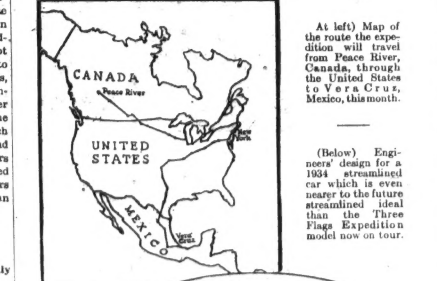 CANADA
Peace River
UNITED
STATES
New
York
MEXICO
Vera
Cruz
At left) Map of
the route the expe-
dition will travel
from Peace River,
Canada, through
the United States
to Vera Cruz,
Mexico, this month.
(Below) Engi-
neers' design for a
1934 streamlined
car which is even
nearer to the future
streamlined ideal
than the Three
Flags Expedition
model now on tour.